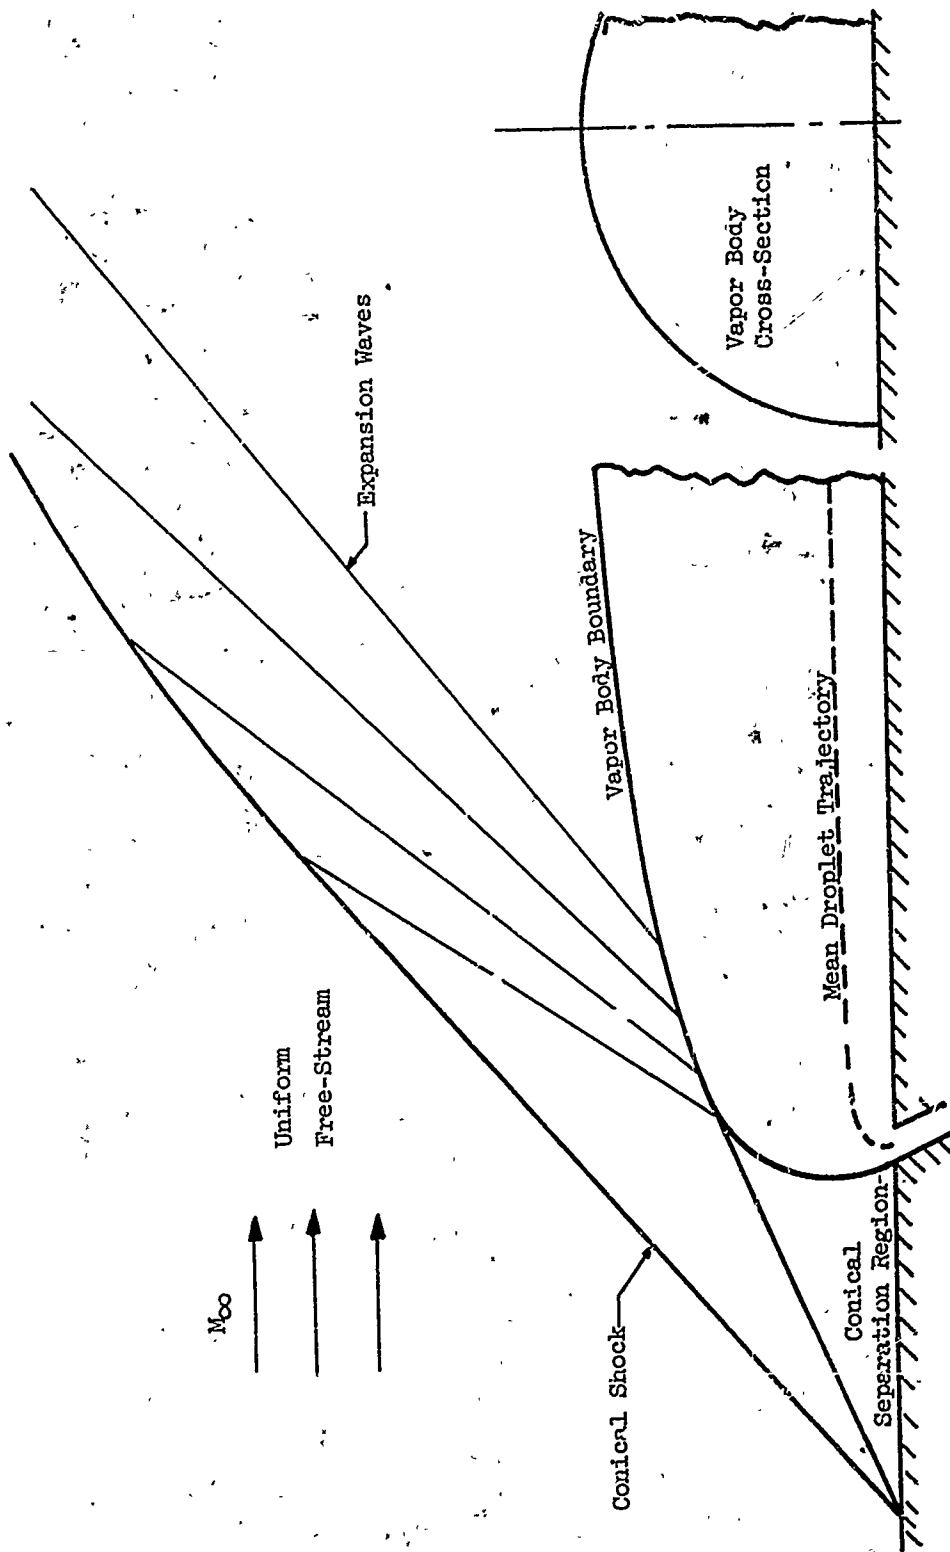 M∞
Uniform
Free-Stream
Expansion Waves
Conical Shock
Vapor Body Boundary
Mean Droplet Trajectory
Conical
Separation Region
Vapor Body
Cross-Section